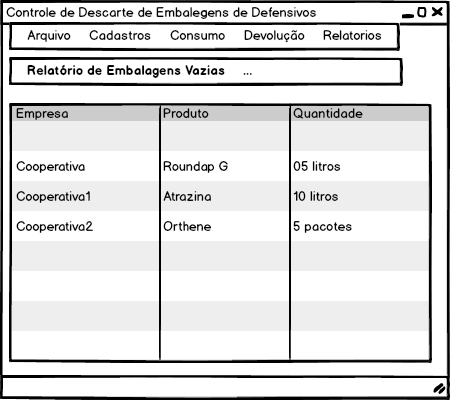 Controle de Descarte de Embalegens de Defensivos
Arquivo Cadastros Consumo Devolução Relatorios
Relatório de Embalagens Vazias ...
Empresa Produto Quantidade
Cooperativa Roundap G 05 litros
Cooperativa1 Atrazina 10 litros
Cooperativa2 Orthene 5 pacotes